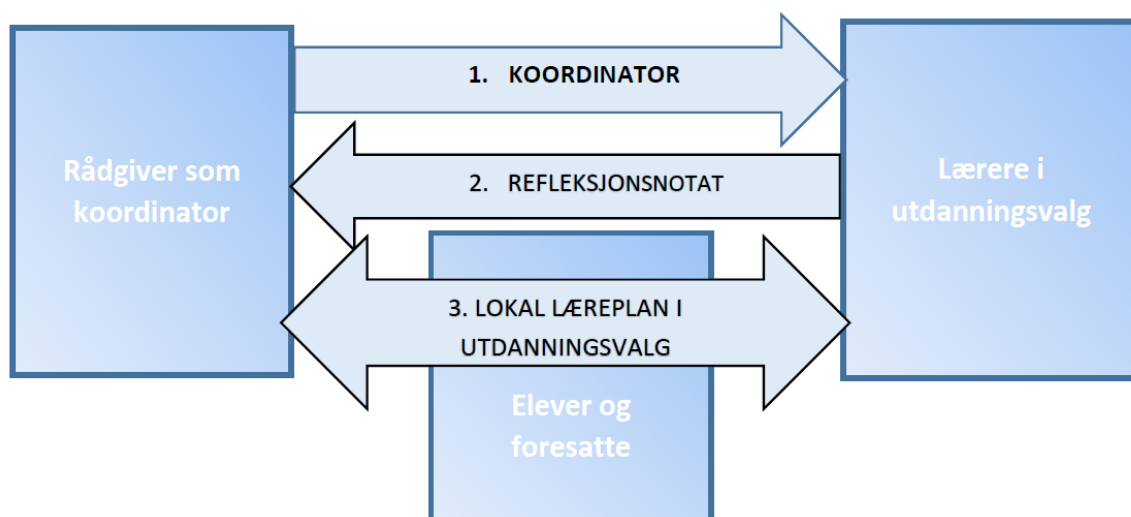 1. KOORDINATOR
Rådgiver som
koordinator
2. REFLEKSJONSNOTAT
Lærere i
utdanningsvalg
3. LOKAL LÆREPLAN I
UTDANNINGSVALG
Elever og
foresatte